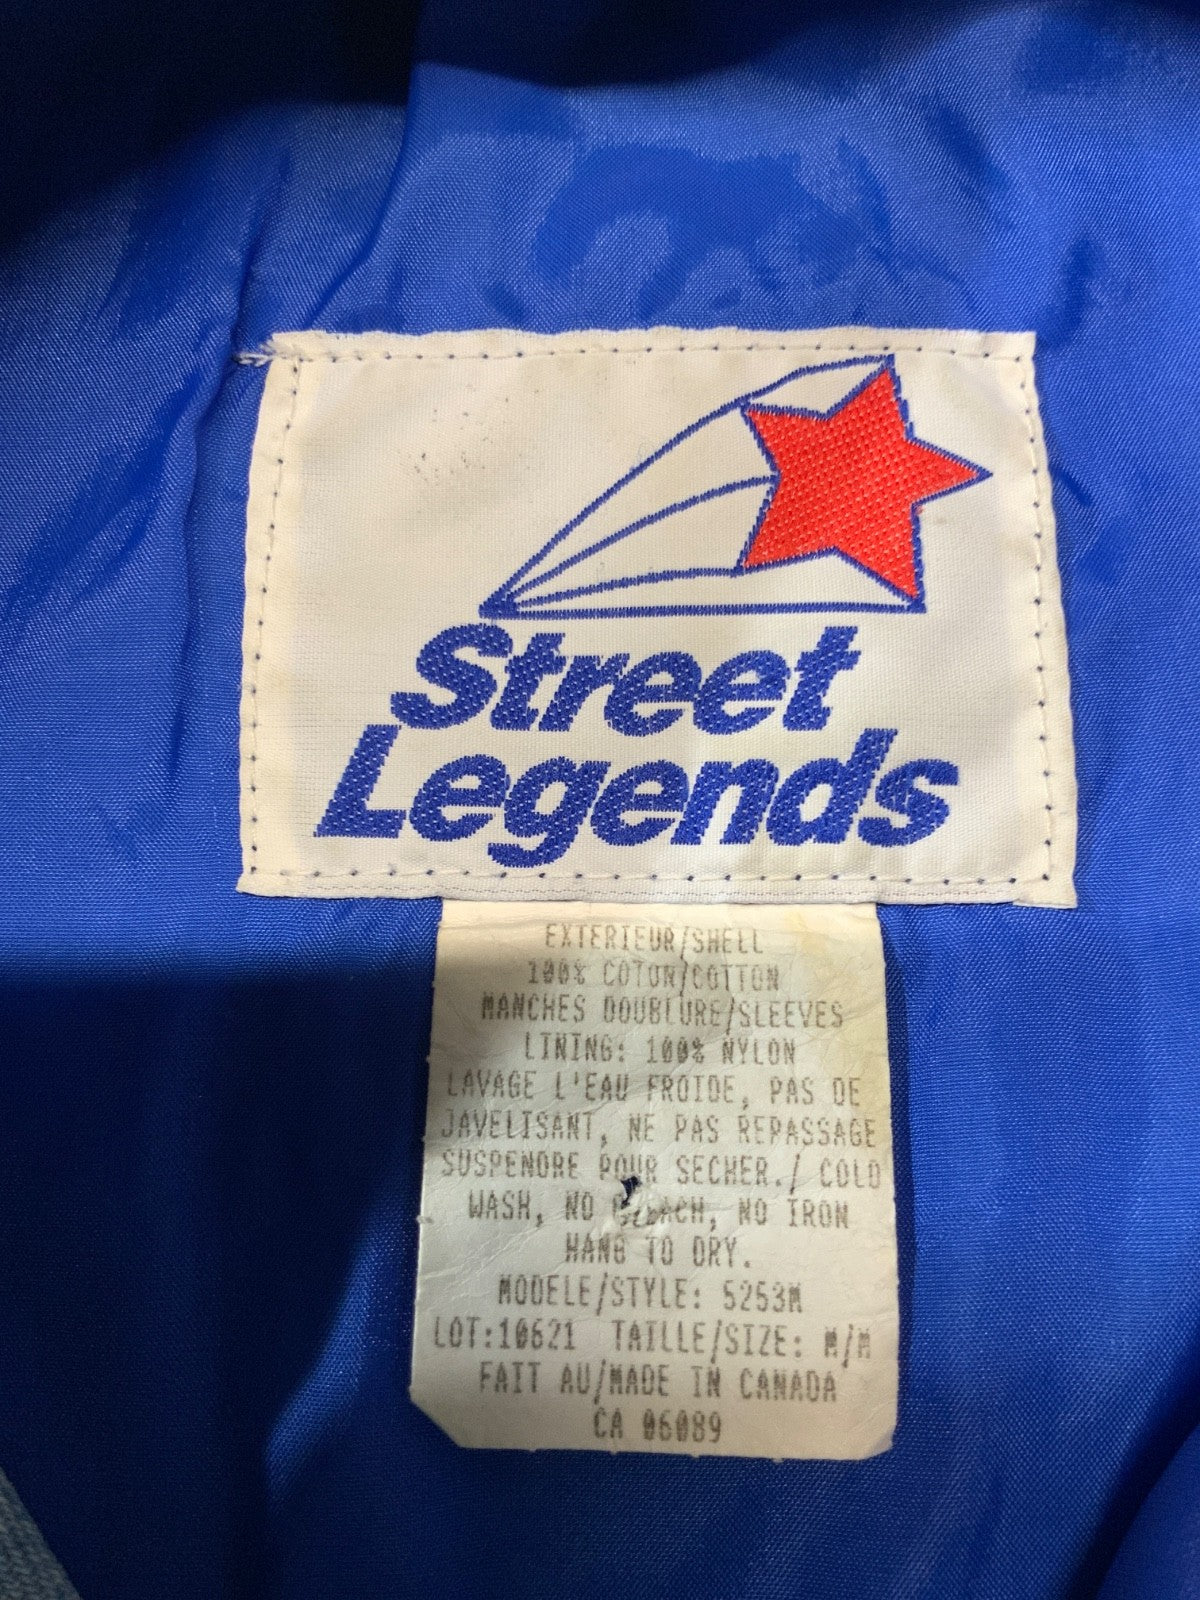 Street
Legends
EXTERIEUR/SHELL
100% COTON/COTTON
MANCHES DOUBLURE/SLEEVES
LINING: 100% NYLON
LAVAGE L'EAU FROIDE, PAS DE
JAVELISANT, NE PAS REPASSAGE
SUSPENDRE POUR SECHER./ COLD
WASH, NO BLEACH, NO IRON
HANG TO DRY.
MODELE/STYLE: 5253M
LOT:10621 TAILLE/SIZE: M/M
FAIT AU/MADE IN CANADA
CA 06089